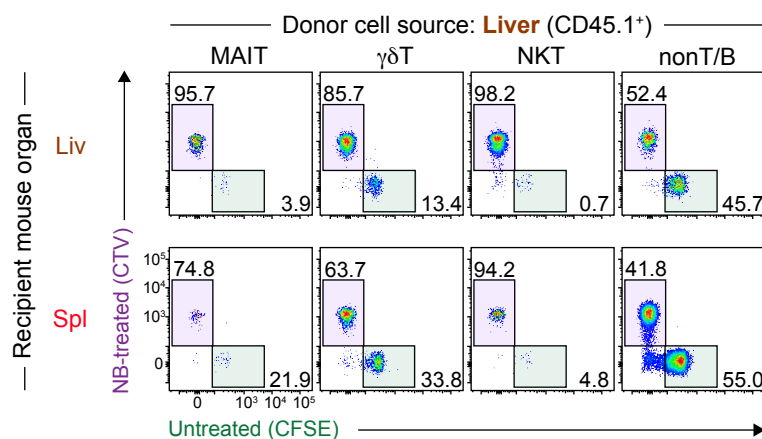 Donor cell source: Liver (CD45.1⁺)
MAIT γδT NKT nonT/B
Recipient mouse organ
NB-treated (CTV)
Liv
95.7 85.7 98.2 52.4
3.9 13.4 0.7 45.7
Spl
74.8 63.7 94.2 41.8
10⁵
10⁴
10³
0
21.9 33.8 4.8 55.0
0 10³ 10⁴ 10⁵
Untreated (CFSE)